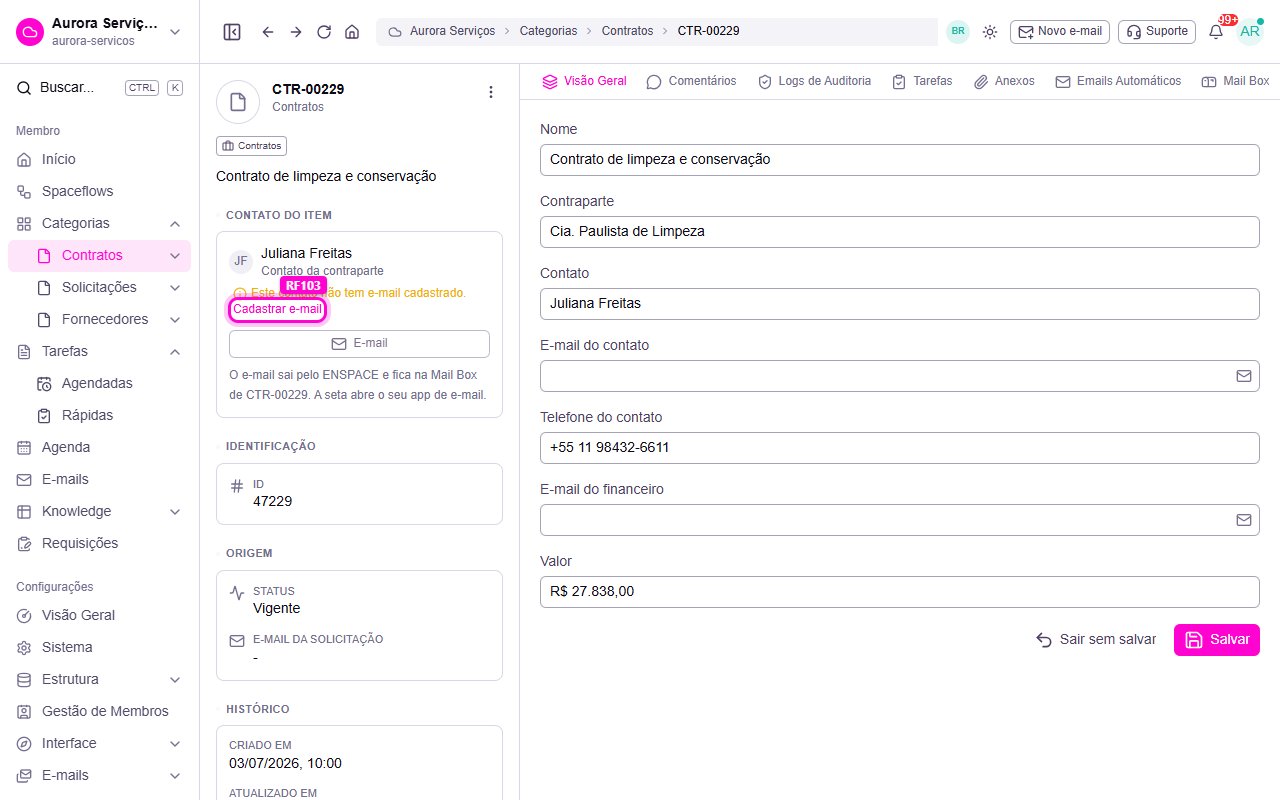 Aurora Serviç...
aurora-servicos
Aurora Serviços
Categorias
Contratos
CTR-00229
BR
Novo e-mail
Suporte
99+
AR
Buscar...
CTRL
K
Membro
Início
Spaceflows
Categorias
Contratos
Solicitações
Fornecedores
Tarefas
Agendadas
Rápidas
Agenda
E-mails
Knowledge
Requisições
Configurações
Visão Geral
Sistema
Estrutura
Gestão de Membros
Interface
E-mails
CTR-00229
Contratos
Contratos
Contrato de limpeza e conservação
CONTATO DO ITEM
JF
Juliana Freitas
Contato da contraparte
RF103
Este não tem e-mail cadastrado.
Cadastrar e-mail
E-mail
O e-mail sai pelo ENSPACE e fica na Mail Box
de CTR-00229. A seta abre o seu app de e-mail.
IDENTIFICAÇÃO
ID
47229
ORIGEM
STATUS
Vigente
E-MAIL DA SOLICITAÇÃO
-
HISTÓRICO
CRIADO EM
03/07/2026, 10:00
ATUALIZADO EM
Visão Geral
Comentários
Logs de Auditoria
Tarefas
Anexos
Emails Automáticos
Mail Box
Nome
Contrato de limpeza e conservação
Contraparte
Cia. Paulista de Limpeza
Contato
Juliana Freitas
E-mail do contato
Telefone do contato
+55 11 98432-6611
E-mail do financeiro
Valor
R$ 27.838,00
Sair sem salvar
Salvar